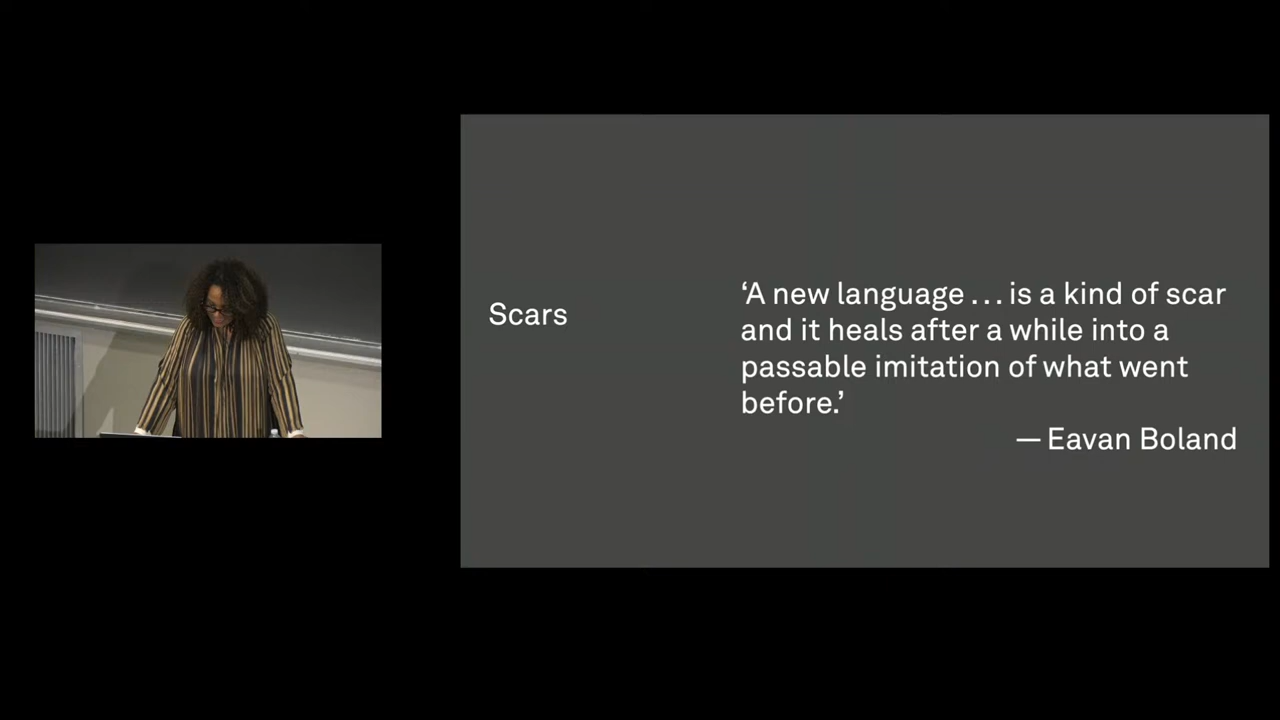 Scars
‘A new language ... is a kind of scar
and it heals after a while into a
passable imitation of what went
before.’
— Eavan Boland